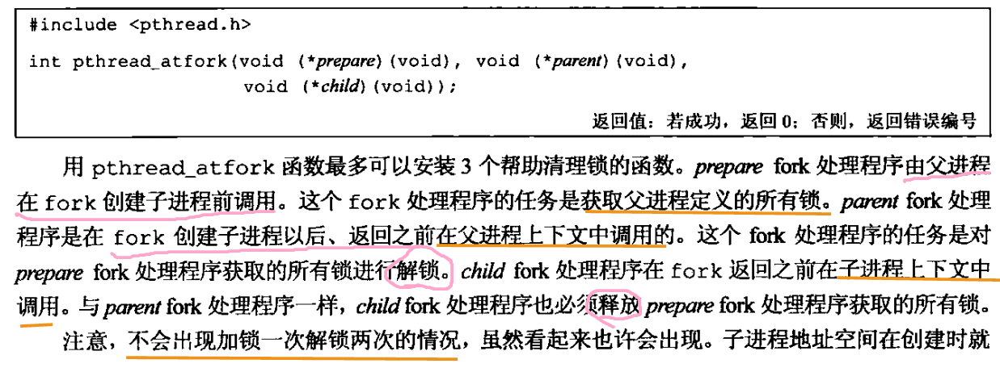 #include <pthread.h>
int pthread_atfork(void (*prepare)(void), void (*parent)(void),
void (*child)(void));
返回值：若成功，返回0；否则，返回错误编号
用 pthread_atfork 函数最多可以安装3个帮助清理锁的函数。prepare fork 处理程序由父进程
在 fork 创建子进程前调用。这个 fork 处理程序的任务是获取父进程定义的所有锁。parent fork 处理
程序是在 fork 创建子进程以后、返回之前在父进程上下文中调用的。这个 fork 处理程序的任务是对
prepare fork 处理程序获取的所有锁进行解锁。child fork 处理程序在 fork 返回之前在子进程上下文中
调用。与 parent fork 处理程序一样，child fork 处理程序也必须释放 prepare fork 处理程序获取的所有锁。
注意，不会出现加锁一次解锁两次的情况，虽然看起来也许会出现。子进程地址空间在创建时就